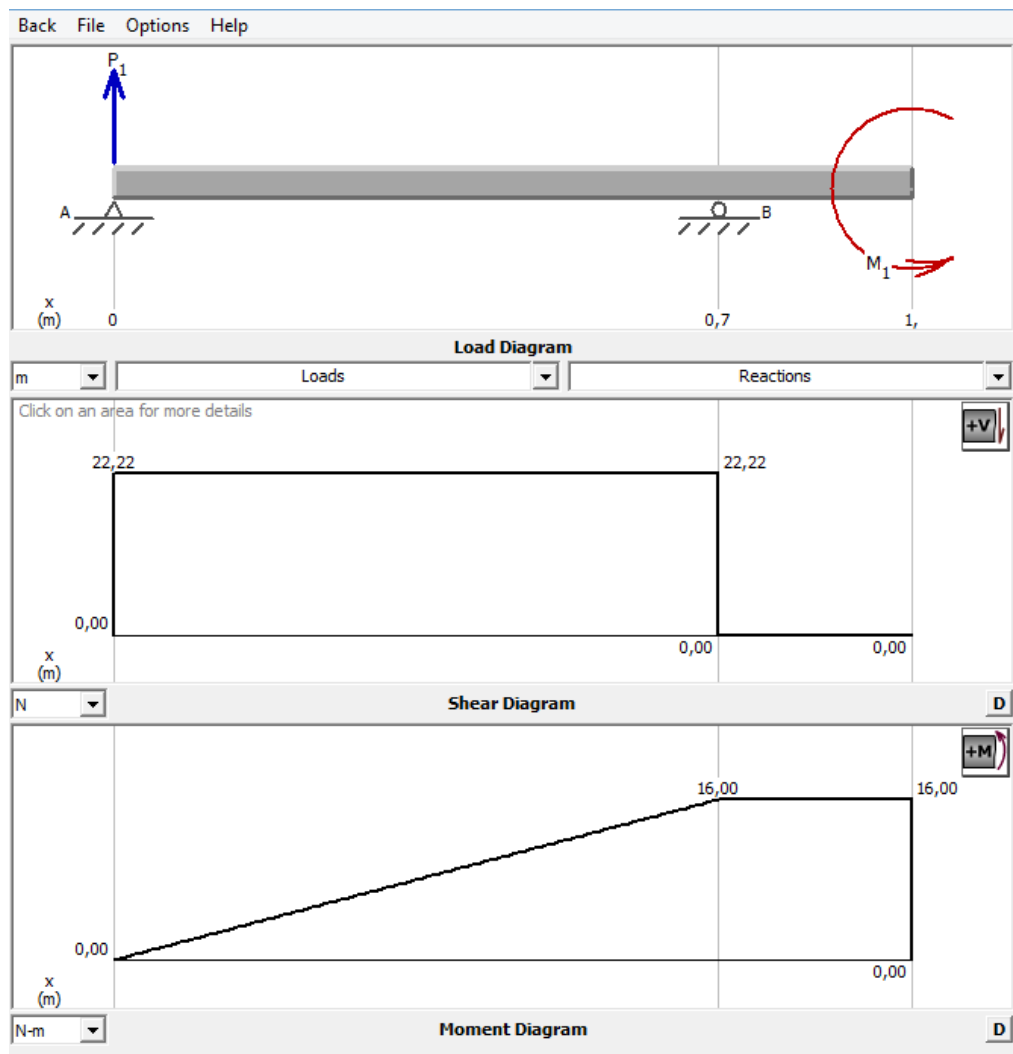 Back File Options Help
P1
A
B
M1
x
(m) 0 0,7 1,
Load Diagram
m Loads Reactions
Click on an area for more details
+V
22,22 22,22
0,00
0,00 0,00
x
(m)
N Shear Diagram D
+M
16,00 16,00
0,00
0,00
x
(m)
N-m Moment Diagram D